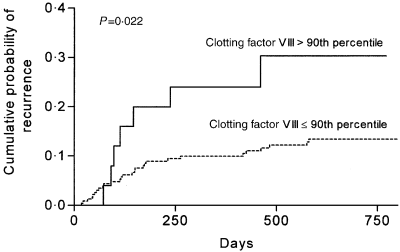 P=0·022
Clotting factor VIII > 90th percentile
Clotting factor VIII ≤ 90th percentile
Cumulative probability of
recurrence
0·4
0·3
0·2
0·1
0·0
0
250
500
750
Days